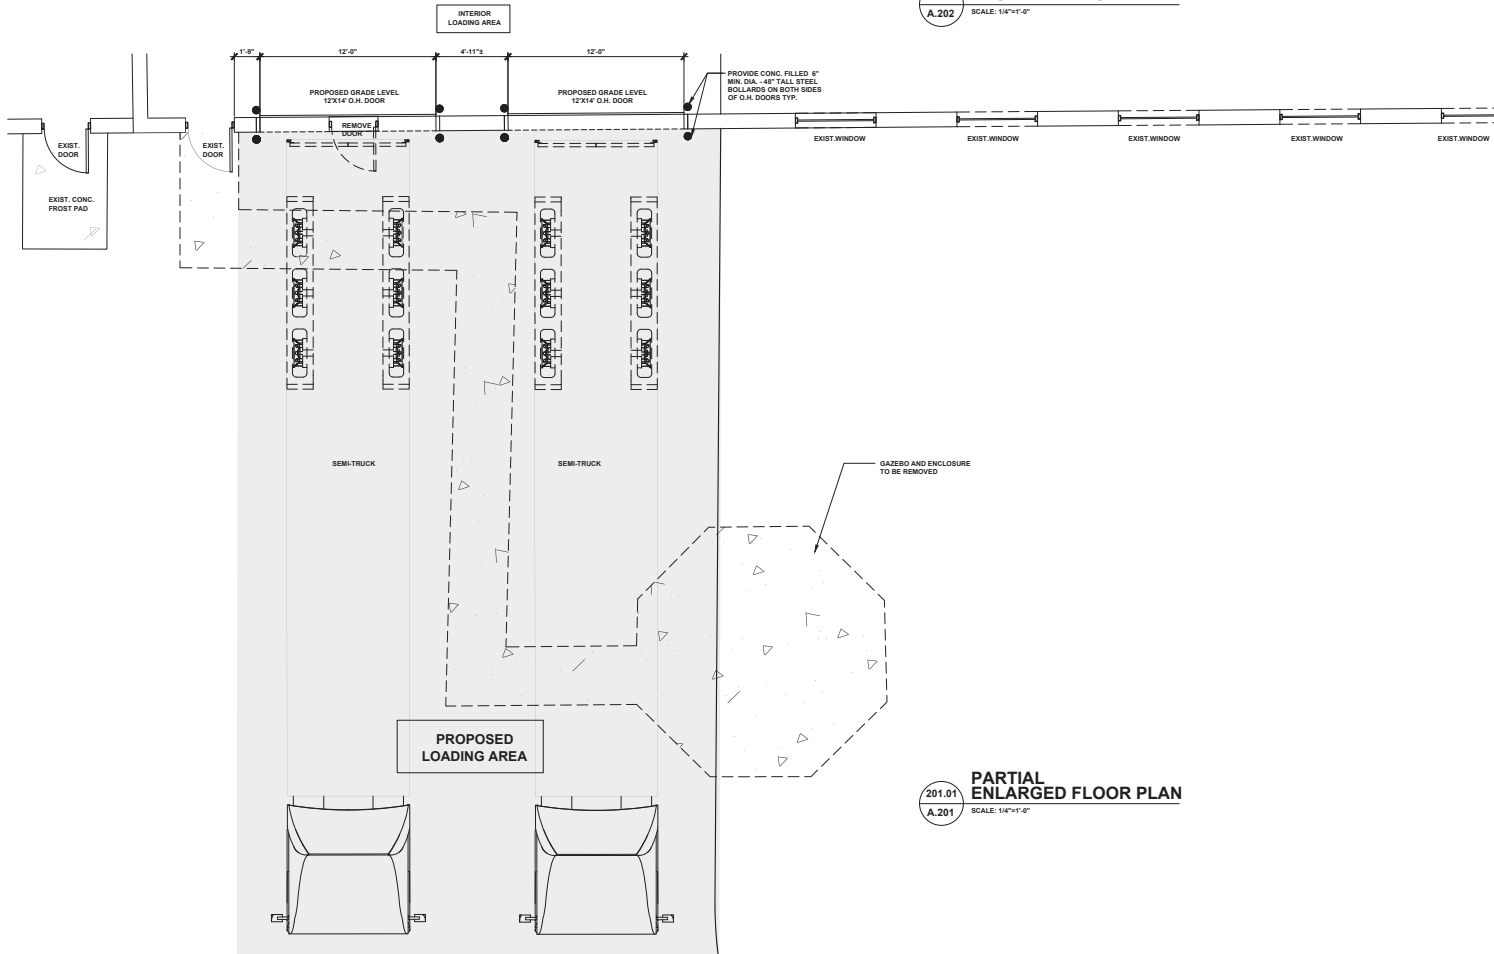 INTERIOR
LOADING AREA
A.202
SCALE: 1/4"=1'-0"
1'-9"
12'-0"
4'-11"±
12'-0"
PROPOSED GRADE LEVEL
12'X14' O.H. DOOR
PROPOSED GRADE LEVEL
12'X14' O.H. DOOR
PROVIDE CONC. FILLED 6"
MIN. DIA. - 48" TALL STEEL
BOLLARDS ON BOTH SIDES
OF O.H. DOORS TYP.
REMOVE
DOOR
EXIST.
DOOR
EXIST.
DOOR
EXIST.WINDOW
EXIST.WINDOW
EXIST.WINDOW
EXIST.WINDOW
EXIST.WINDOW
EXIST. CONC.
FROST PAD
SEMI-TRUCK
SEMI-TRUCK
GAZEBO AND ENCLOSURE
TO BE REMOVED
PROPOSED
LOADING AREA
201.01
A.201
PARTIAL
ENLARGED FLOOR PLAN
SCALE: 1/4"=1'-0"